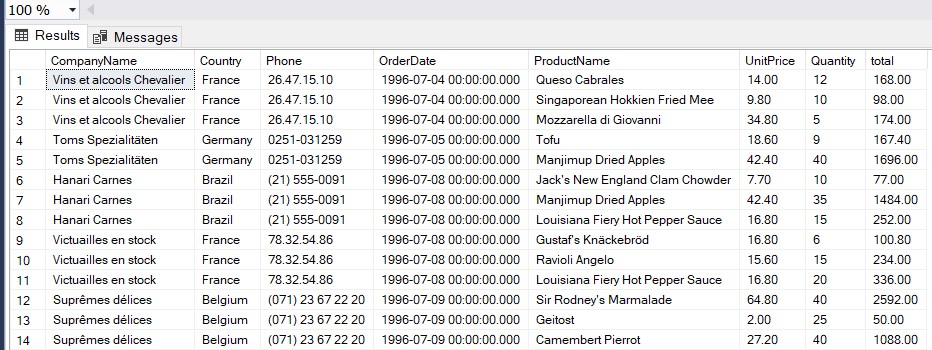 100 %
Results Messages
CompanyName Country Phone OrderDate ProductName UnitPrice Quantity total
1 Vins et alcools Chevalier France 26.47.15.10 1996-07-04 00:00:00.000 Queso Cabrales 14.00 12 168.00
2 Vins et alcools Chevalier France 26.47.15.10 1996-07-04 00:00:00.000 Singaporean Hokkien Fried Mee 9.80 10 98.00
3 Vins et alcools Chevalier France 26.47.15.10 1996-07-04 00:00:00.000 Mozzarella di Giovanni 34.80 5 174.00
4 Toms Spezialitäten Germany 0251-031259 1996-07-05 00:00:00.000 Tofu 18.60 9 167.40
5 Toms Spezialitäten Germany 0251-031259 1996-07-05 00:00:00.000 Manjimup Dried Apples 42.40 40 1696.00
6 Hanari Carnes Brazil (21) 555-0091 1996-07-08 00:00:00.000 Jack's New England Clam Chowder 7.70 10 77.00
7 Hanari Carnes Brazil (21) 555-0091 1996-07-08 00:00:00.000 Manjimup Dried Apples 42.40 35 1484.00
8 Hanari Carnes Brazil (21) 555-0091 1996-07-08 00:00:00.000 Louisiana Fiery Hot Pepper Sauce 16.80 15 252.00
9 Victuailles en stock France 78.32.54.86 1996-07-08 00:00:00.000 Gustaf's Knäckebröd 16.80 6 100.80
10 Victuailles en stock France 78.32.54.86 1996-07-08 00:00:00.000 Ravioli Angelo 15.60 15 234.00
11 Victuailles en stock France 78.32.54.86 1996-07-08 00:00:00.000 Louisiana Fiery Hot Pepper Sauce 16.80 20 336.00
12 Suprêmes délices Belgium (071) 23 67 22 20 1996-07-09 00:00:00.000 Sir Rodney's Marmalade 64.80 40 2592.00
13 Suprêmes délices Belgium (071) 23 67 22 20 1996-07-09 00:00:00.000 Geitost 2.00 25 50.00
14 Suprêmes délices Belgium (071) 23 67 22 20 1996-07-09 00:00:00.000 Camembert Pierrot 27.20 40 1088.00